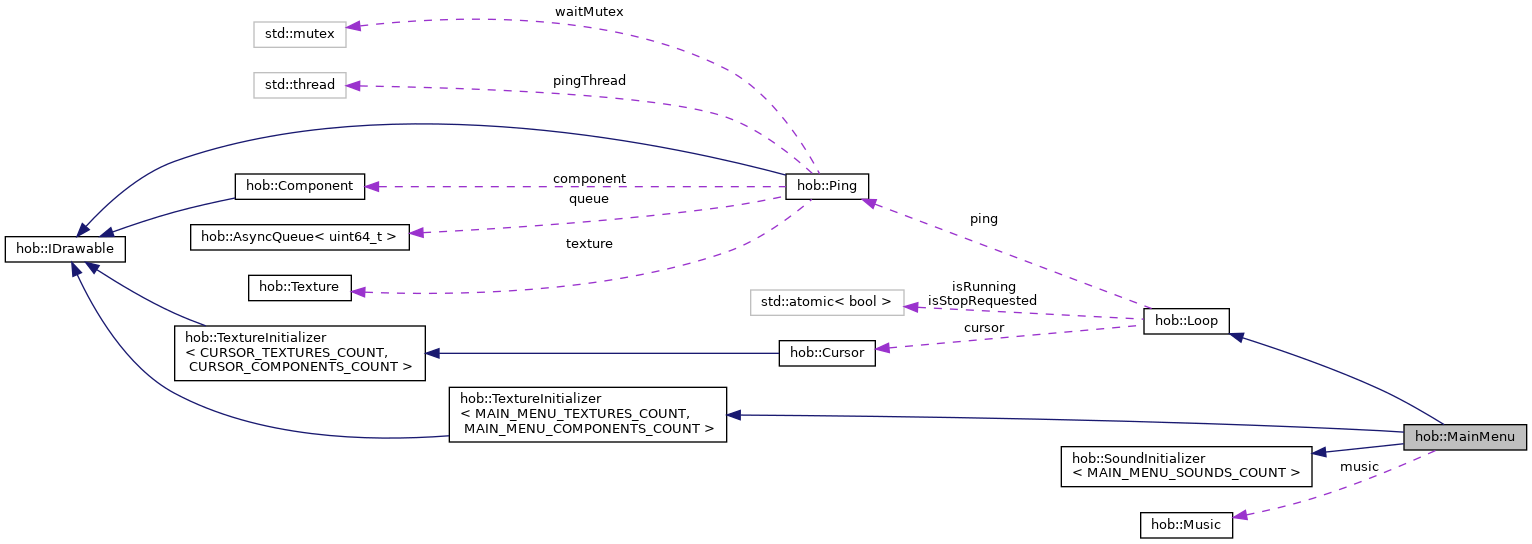 waitMutex
std::mutex
pingThread
std::thread
component
hob::Component
hob::Ping
queue
ping
hob::AsyncQueue< uint64_t >
texture
hob::IDrawable
hob::Texture
isRunning
isStopRequested
std::atomic< bool >
hob::Loop
cursor
hob::TextureInitializer
< CURSOR_TEXTURES_COUNT,
CURSOR_COMPONENTS_COUNT >
hob::Cursor
hob::TextureInitializer
< MAIN_MENU_TEXTURES_COUNT,
MAIN_MENU_COMPONENTS_COUNT >
hob::MainMenu
hob::SoundInitializer
< MAIN_MENU_SOUNDS_COUNT >
music
hob::Music